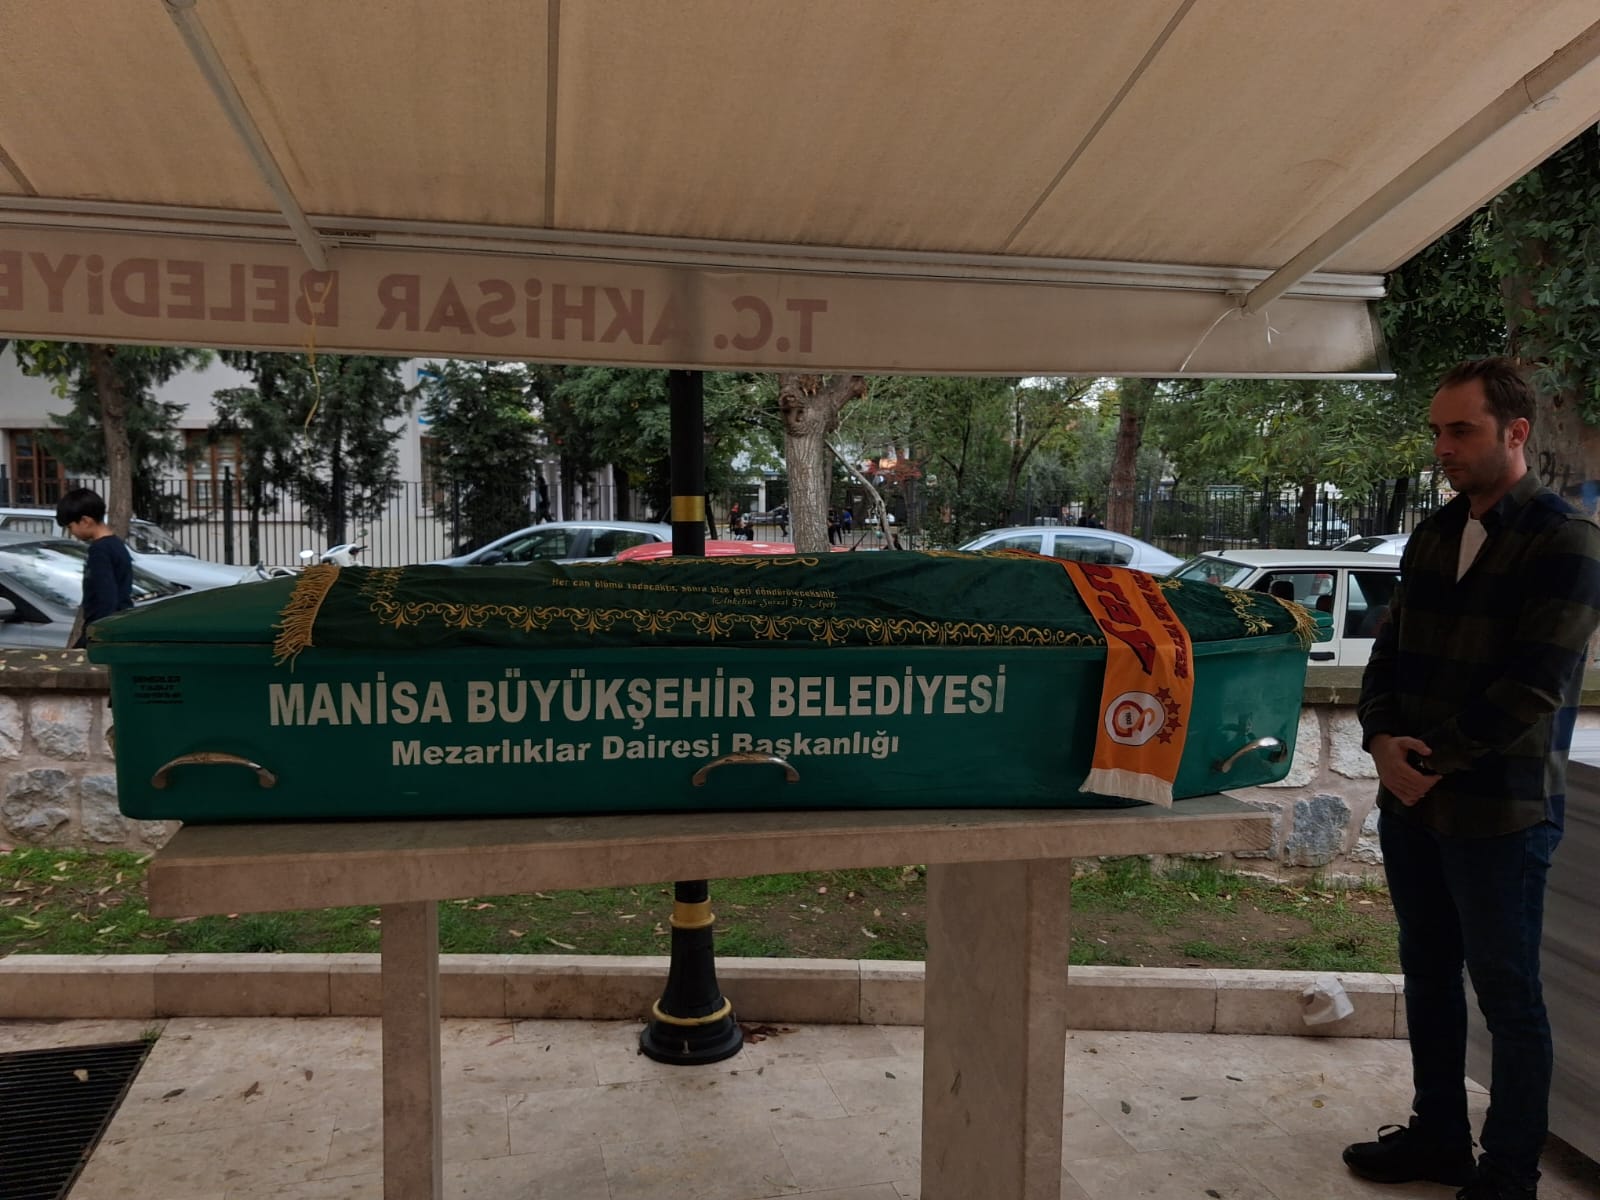 T.C. AKHİSAR BELEDİYE
Her can ölümü tadacaktır, sonra bize geri döndürüleceksiniz.
(Ankebut Suresi 57. Ayet)
MANİSA BÜYÜKŞEHİR BELEDİYESİ
Mezarlıklar Dairesi Başkanlığı